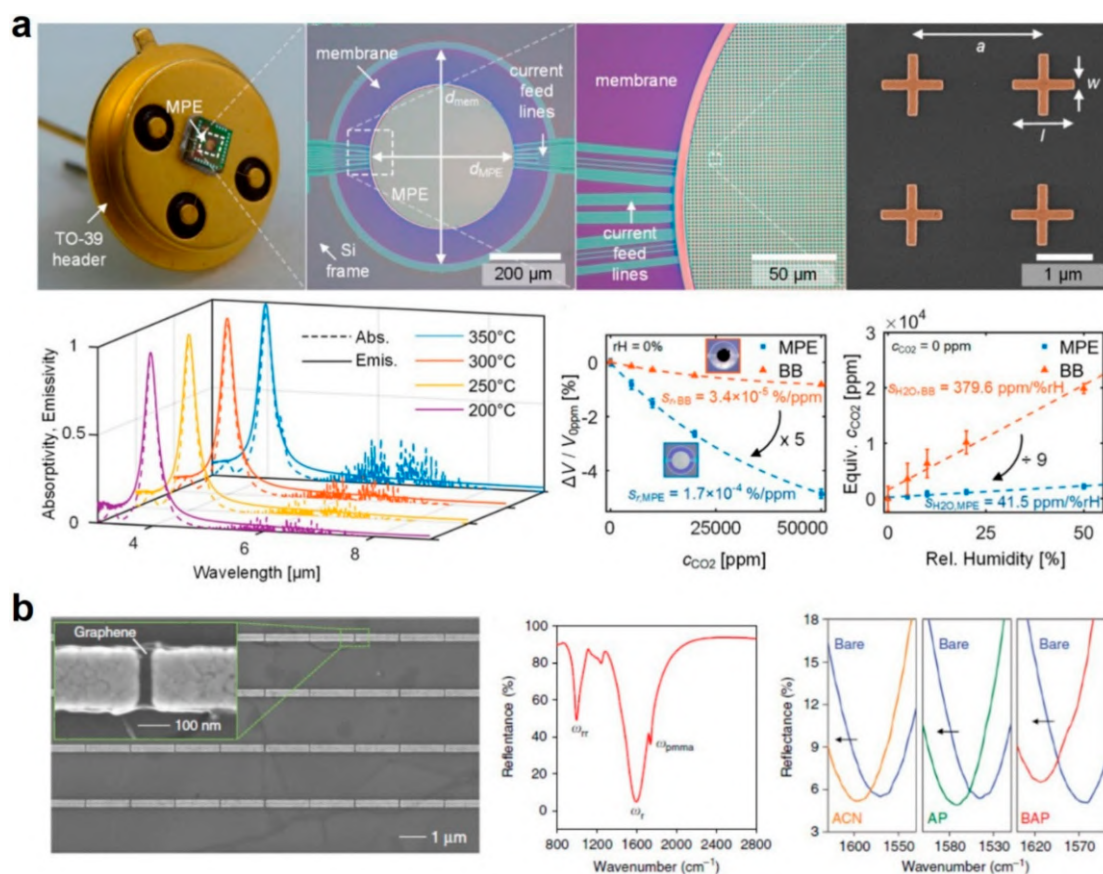 a
MPE
TO-39
header
membrane
current
feed
lines
d_mem
d_MPE
MPE
Si
frame
200 µm
membrane
current
feed
lines
50 µm
a
w
l
1 µm
Absorptivity, Emissivity
1
0.5
0
Abs.
Emis.
350°C
300°C
250°C
200°C
4
6
8
Wavelength [µm]
ΔV / V_0ppm [%]
0
-2
-4
rH = 0%
MPE
BB
s_r,BB = 3.4×10⁻⁵ %/ppm
x 5
s_r,MPE = 1.7×10⁻⁴ %/ppm
0
25000
55000
c_CO2 [ppm]
× 10⁴
Equiv. c_CO2 [ppm]
3
2
1
0
c_CO2 = 0 ppm
MPE
BB
s_H2O,BB = 379.6 ppm/%rH
÷ 9
s_H2O,MPE = 41.5 ppm/%rH
0
25
50
Rel. Humidity [%]
b
Graphene
100 nm
1 µm
Reflentance (%)
100
80
60
40
20
0
ω_rr
ω_pmma
ω_r
800 1200 1600 2000 2400 2800
Wavenumber (cm⁻¹)
Reflectance (%)
18
15
12
9
6
3
Bare
Bare
Bare
ACN
AP
BAP
1600 1550
1580 1530
1620 1570
Wavenumber (cm⁻¹)